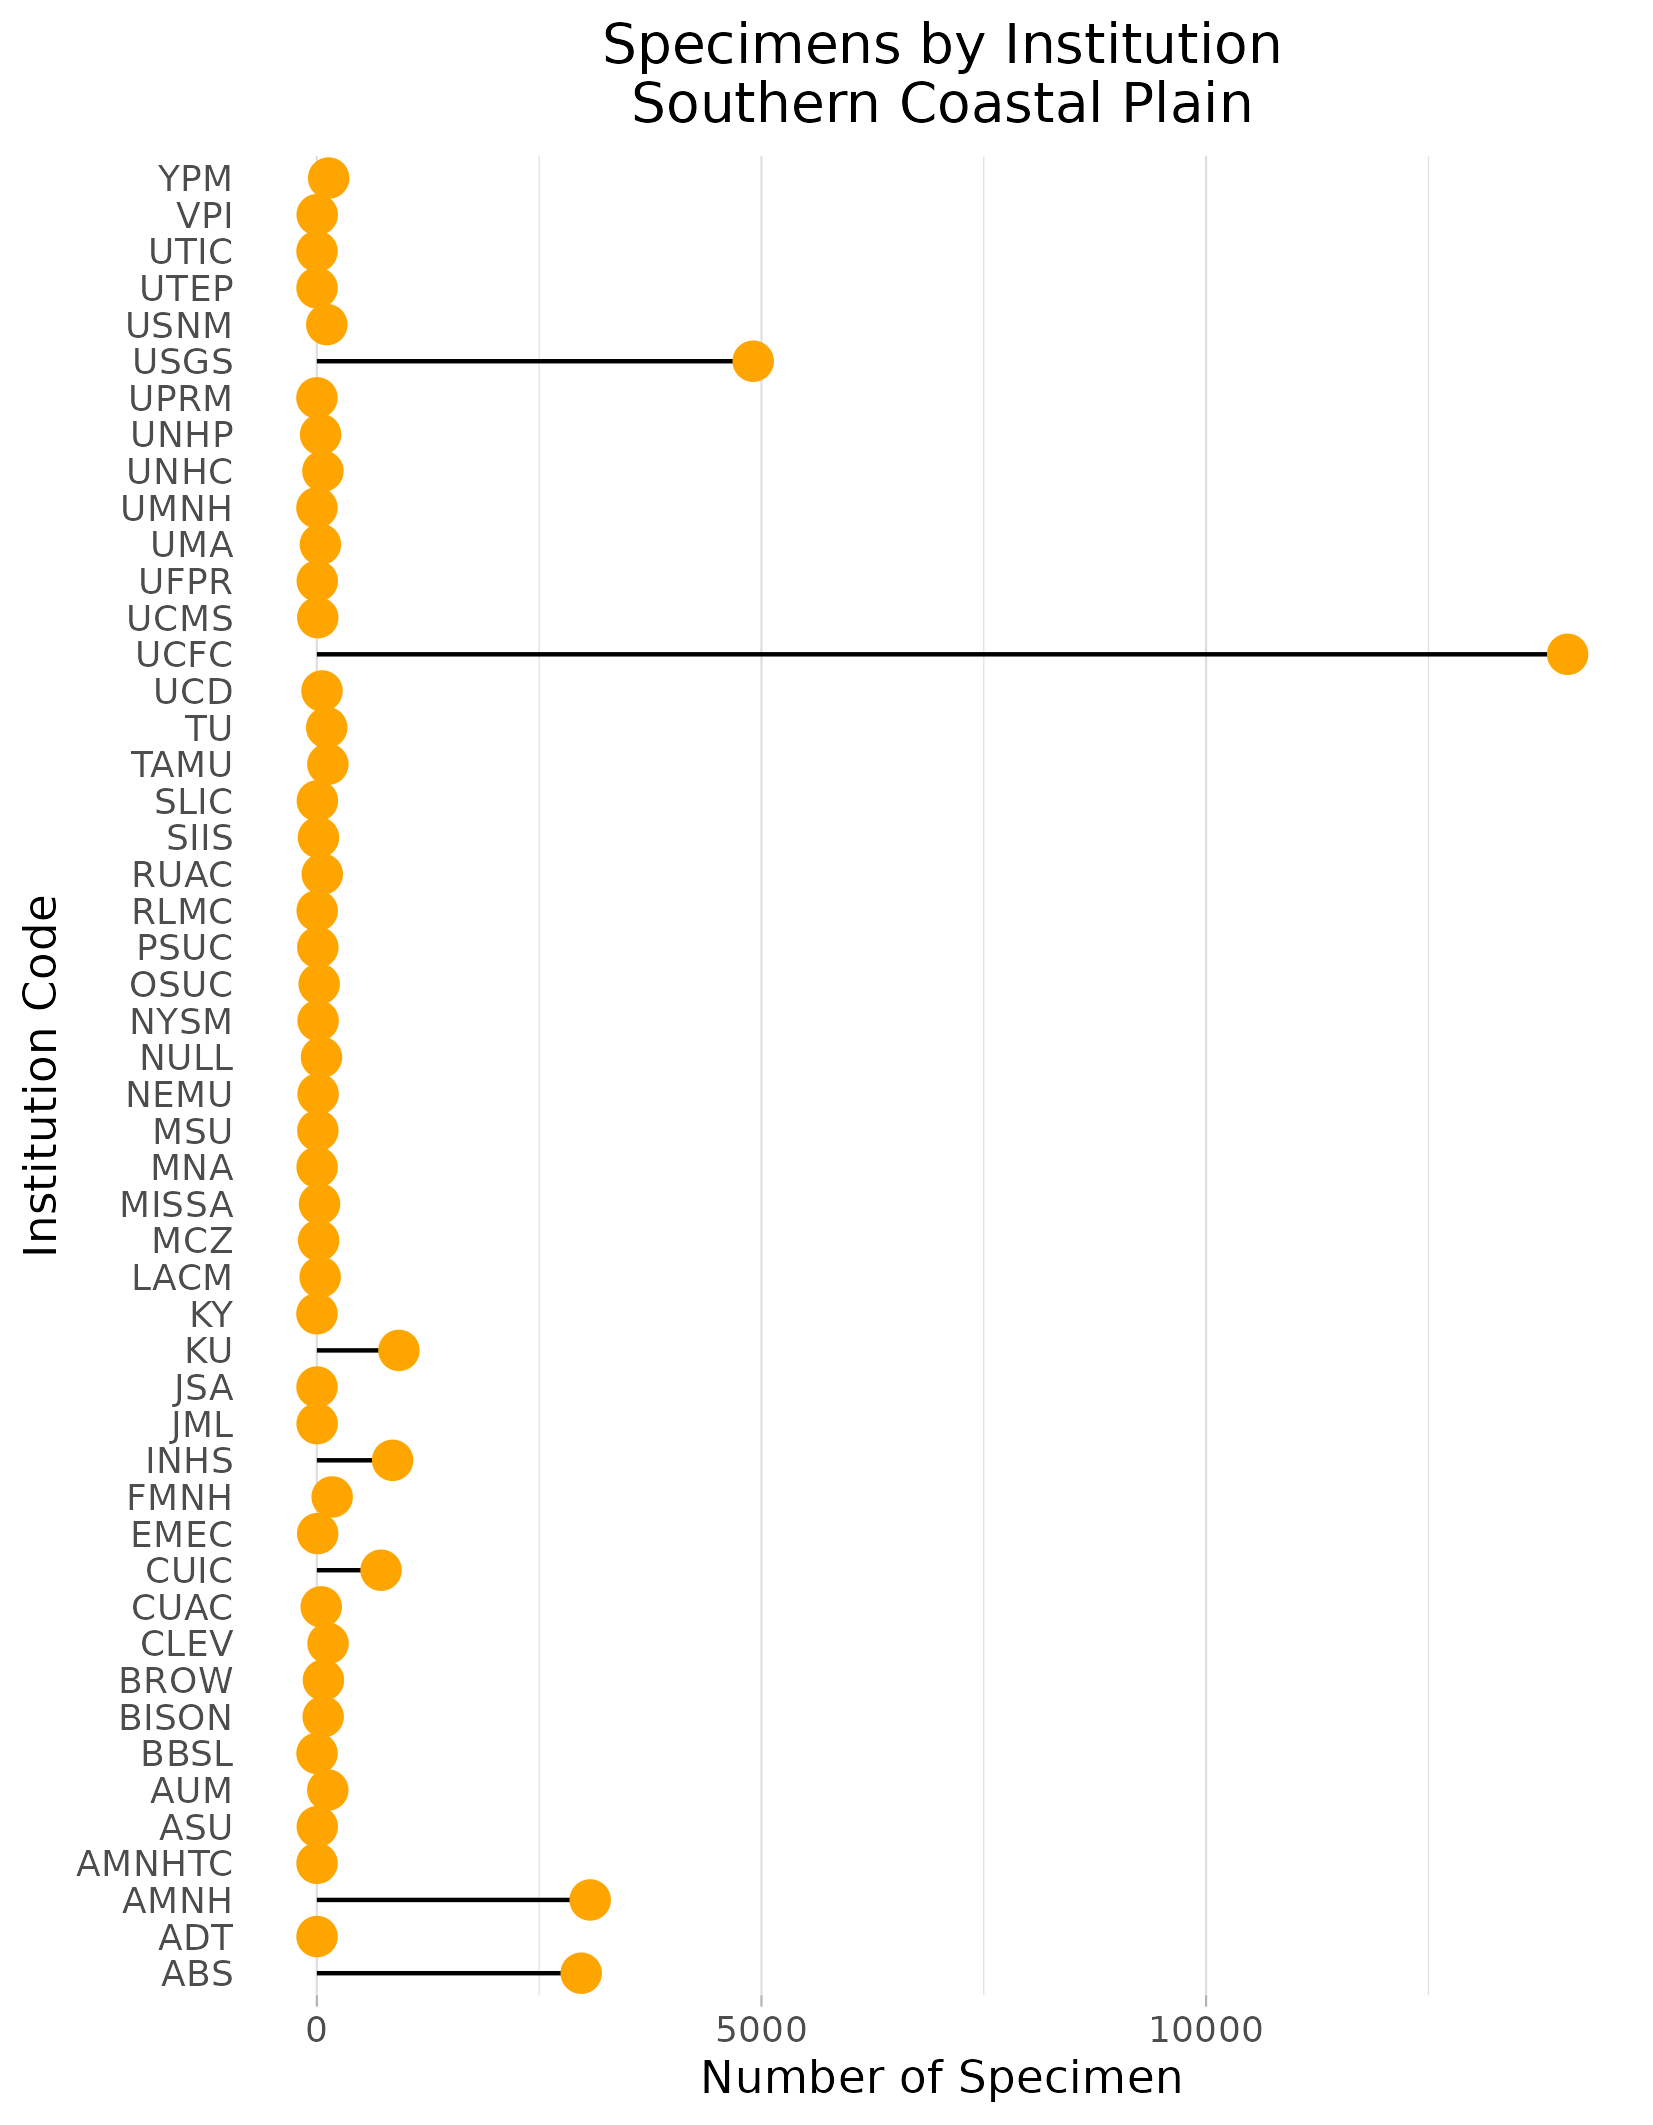 Specimens by Institution
Southern Coastal Plain
YPM
VPI
UTIC
UTEP
USNM
USGS
UPRM
UNHP
UNHC
UMNH
UMA
UFPR
UCMS
UCFC
UCD
TU
TAMU
SLIC
SIIS
RUAC
RLMC
PSUC
OSUC
NYSM
NULL
NEMU
MSU
MNA
MISSA
MCZ
LACM
KY
KU
JSA
JML
INHS
FMNH
EMEC
CUIC
CUAC
CLEV
BROW
BISON
BBSL
AUM
ASU
AMNHTC
AMNH
ADT
ABS
Institution Code
0 5000 10000
Number of Specimen